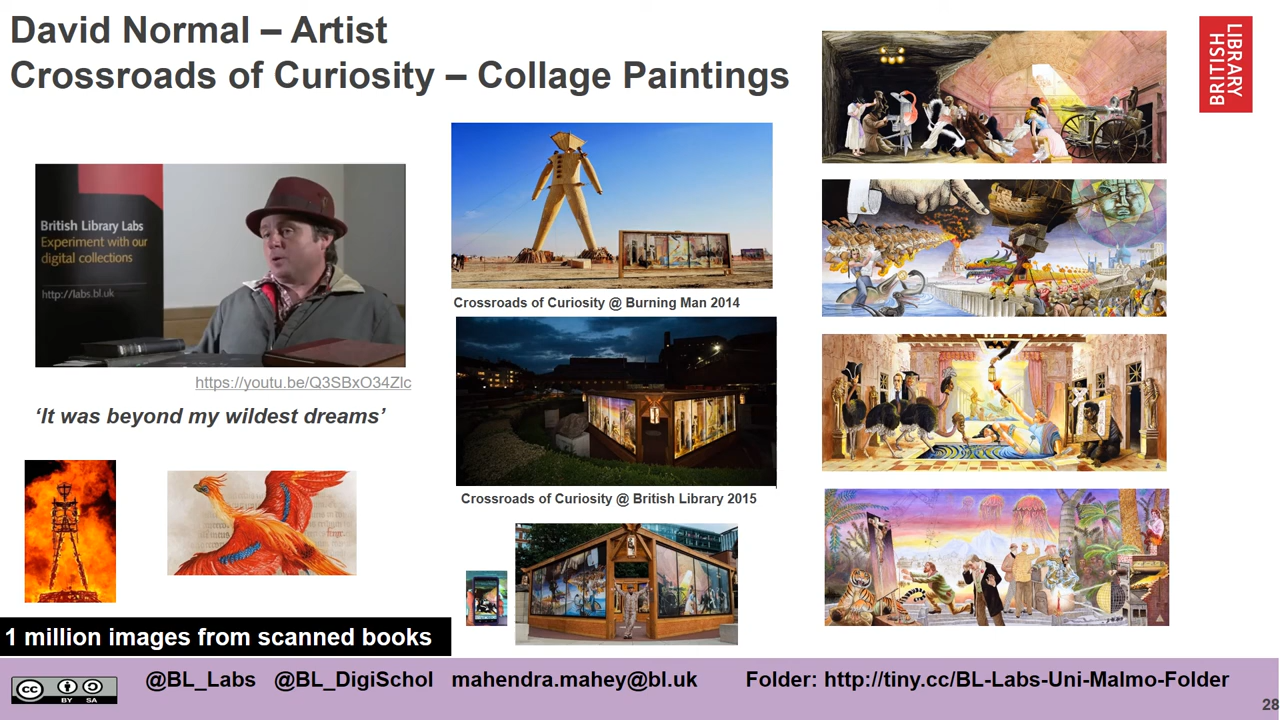 David Normal – Artist
Crossroads of Curiosity – Collage Paintings
BRITISH
LIBRARY
British Library Labs
Experiment with our
digital collections
http://labs.bl.uk
https://youtu.be/Q3SBxO34Zlc
‘It was beyond my wildest dreams’
Crossroads of Curiosity @ Burning Man 2014
Crossroads of Curiosity @ British Library 2015
1 million images from scanned books
cc BY SA
@BL_Labs @BL_DigiSchol mahendra.mahey@bl.uk Folder: http://tiny.cc/BL-Labs-Uni-Malmo-Folder
28